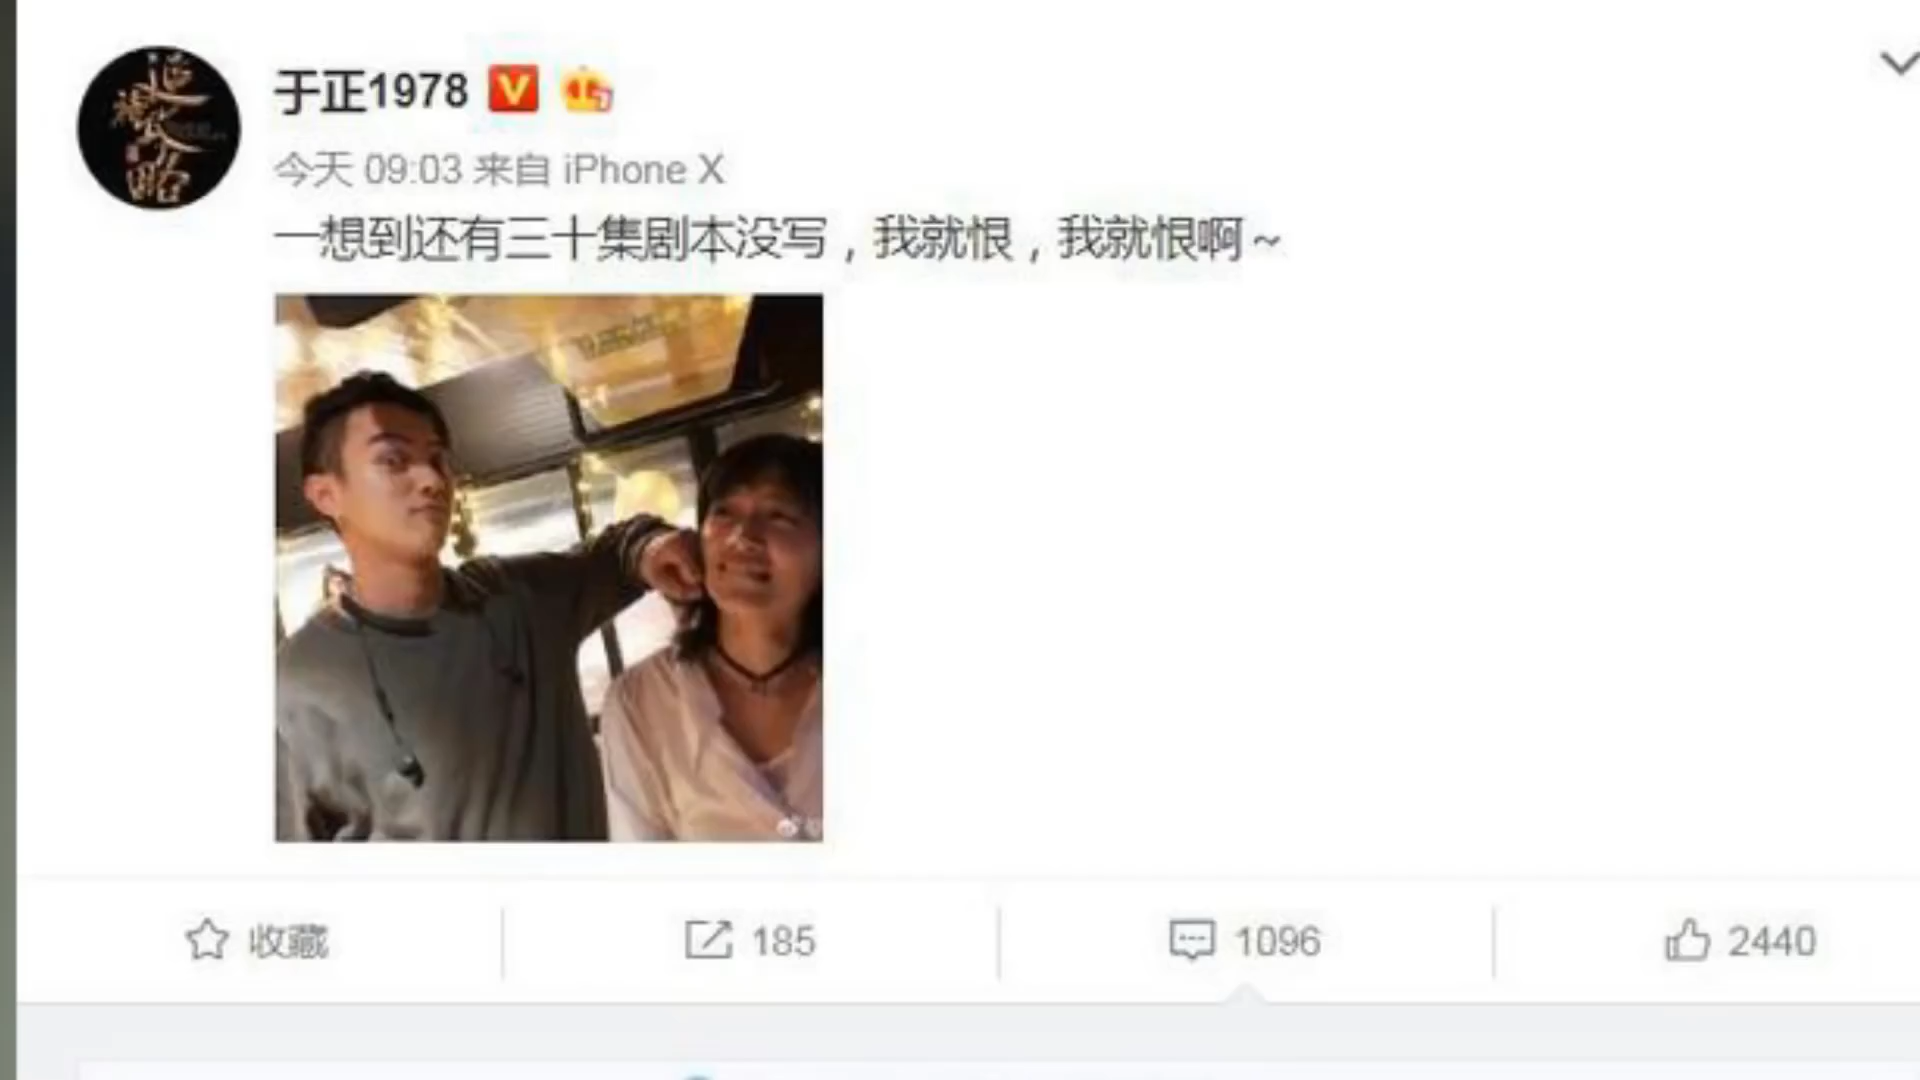 于正1978
今天 09:03 来自 iPhone X
一想到还有三十集剧本没写，我就恨，我就恨啊~
收藏
185
1096
2440